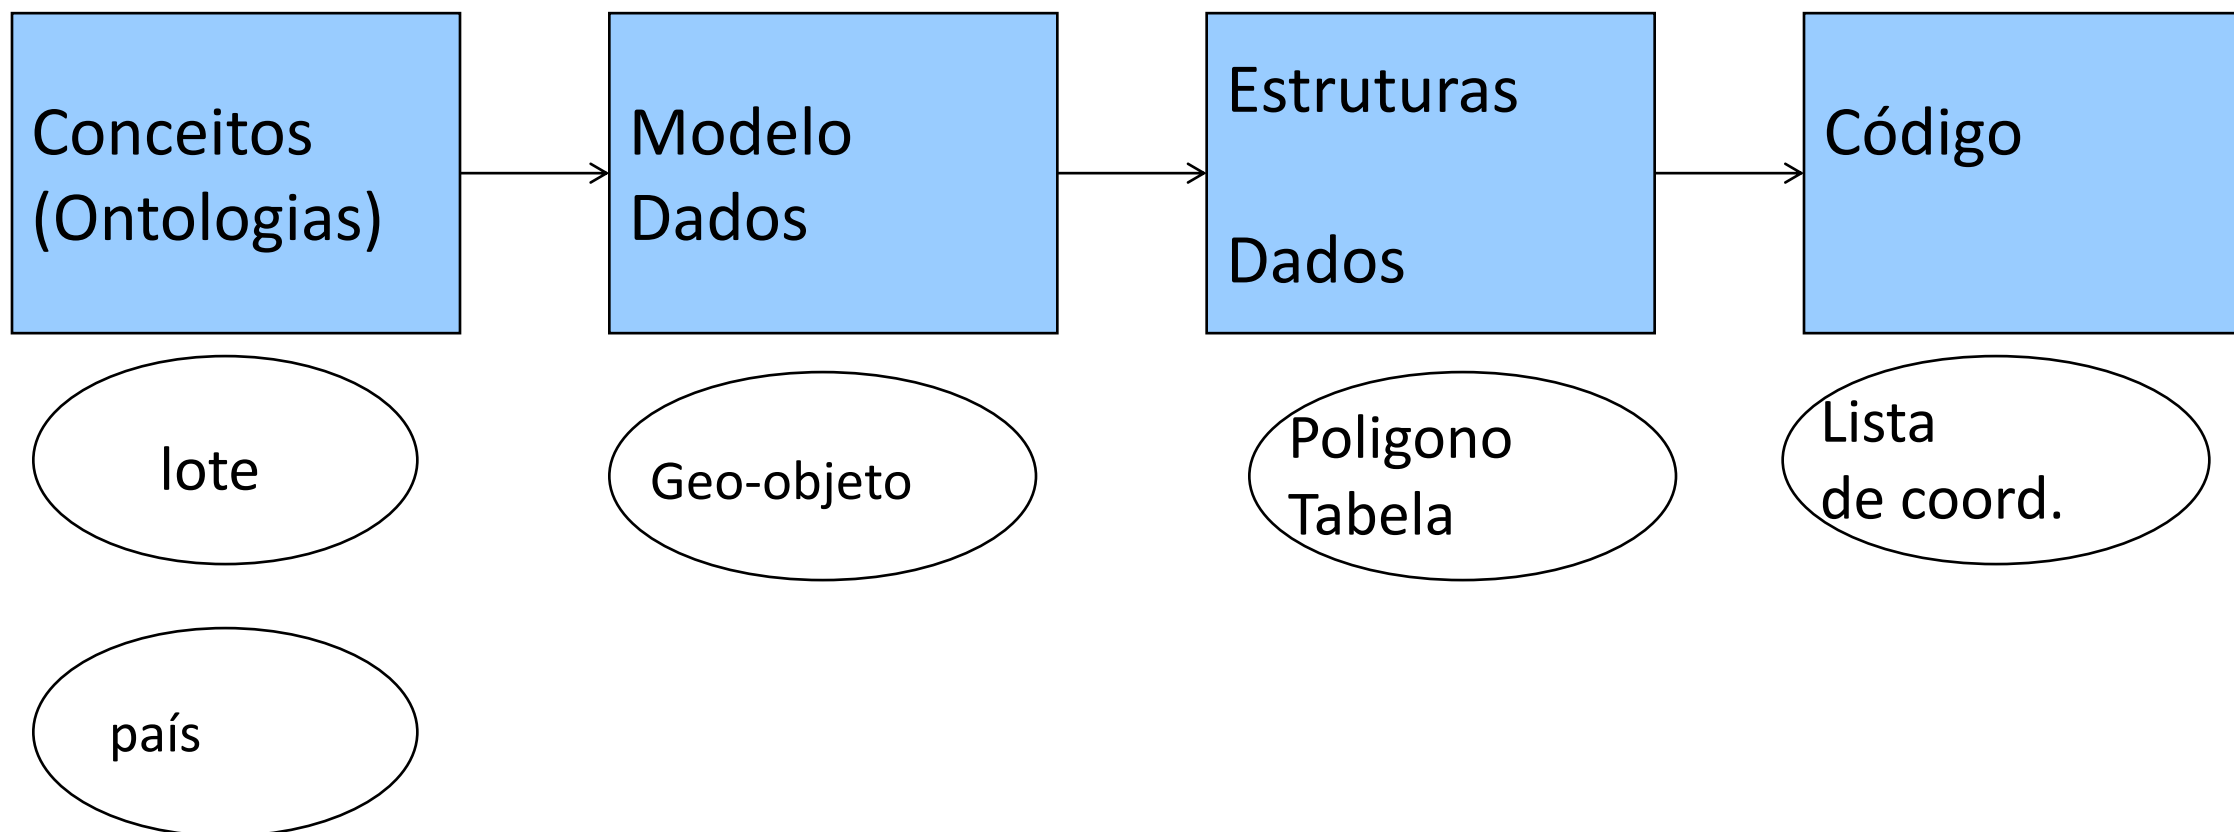 Conceitos
(Ontologias)
Modelo
Dados
Estruturas
Dados
Código
lote
Geo-objeto
Poligono
Tabela
Lista
de coord.
país